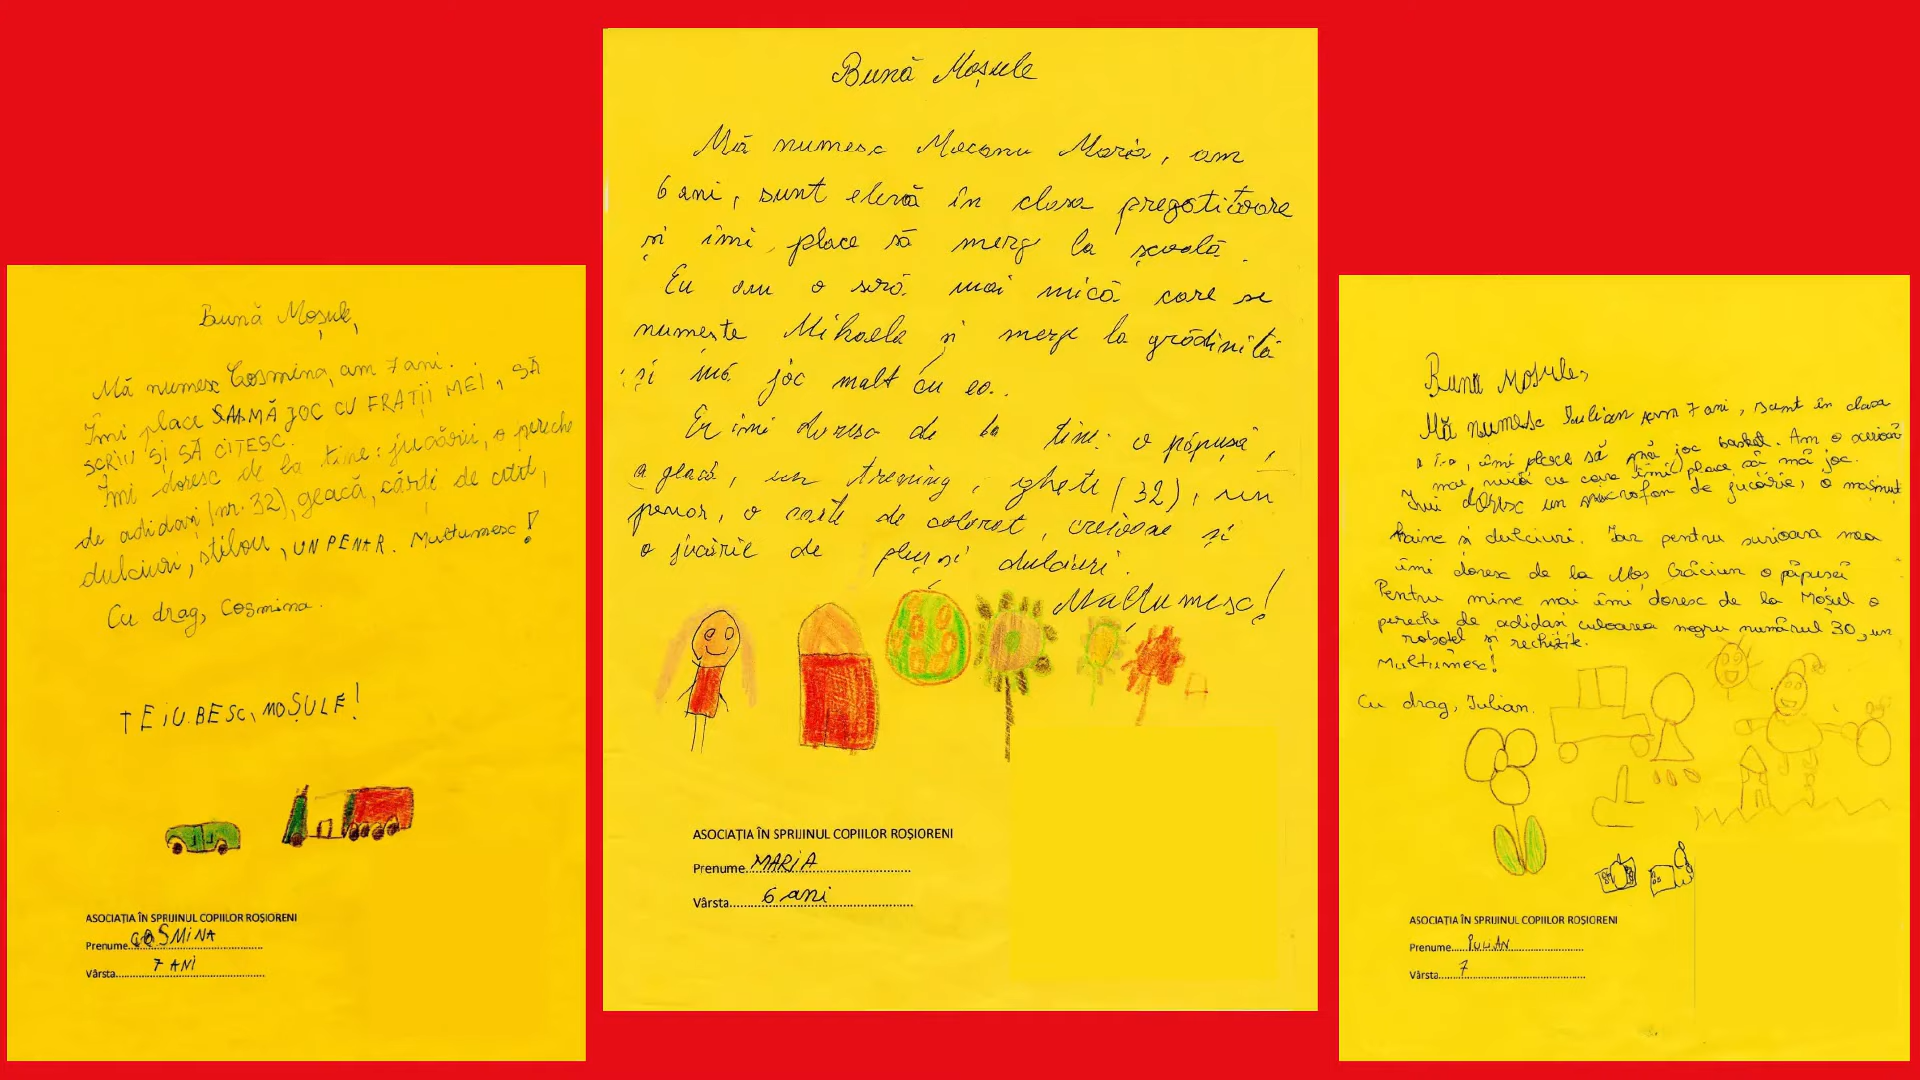 Bună Moșule,
Mă numesc Cosmina, am 7 ani.
Îmi place SĂ MĂ JOC CU FRAȚII MEI, SĂ
SCRIU ȘI SĂ CITESC.
Îmi doresc de la tine: jucării, o pereche
de adidași (nr. 32), geacă, cărți de citit,
dulciuri, stilou, UN PENAR. Multumesc!
Cu drag, Cosmina.
TE IUBESC, MOȘULE!
ASOCIAȚIA ÎN SPRIJINUL COPIILOR ROȘIORENI
Prenume COSMINA
Vârsta 7 ANI
Bună Moșule
Mă numesc Mocanu Maria, am
6 ani, sunt elevă în clasa pregătitoare
și îmi place să merg la școală.
Eu am o soră mai mică care se
numește Mihaela și merge la grădiniță
și mă joc mult cu ea.
Eu îmi doresc de la tine: o păpușă,
o geacă, un trening, ghete (32), un
penar, o carte de colorat, creioane și
o jucărie de pluș și dulciuri.
Mulțumesc!
ASOCIAȚIA ÎN SPRIJINUL COPIILOR ROȘIORENI
Prenume MARIA
Vârsta 6 ani
Bună Moșule,
Mă numesc Iulian am 7 ani, sunt în clasa
a I-a, îmi place să mă joc basket. Am o surioară
mai mică cu care îmi place să mă joc.
Îmi doresc un microfon de jucărie, o mașinuț
haine și dulciuri. Iar pentru surioara mea
îmi doresc de la Moș Crăciun o păpușă
Pentru mine mai îmi doresc de la Moșul o
pereche de adidași culoarea negru numărul 30, un
roboțel și rechizite.
Multumesc!
Cu drag, Iulian.
ASOCIAȚIA ÎN SPRIJINUL COPIILOR ROȘIORENI
Prenume IULIAN
Vârsta 7